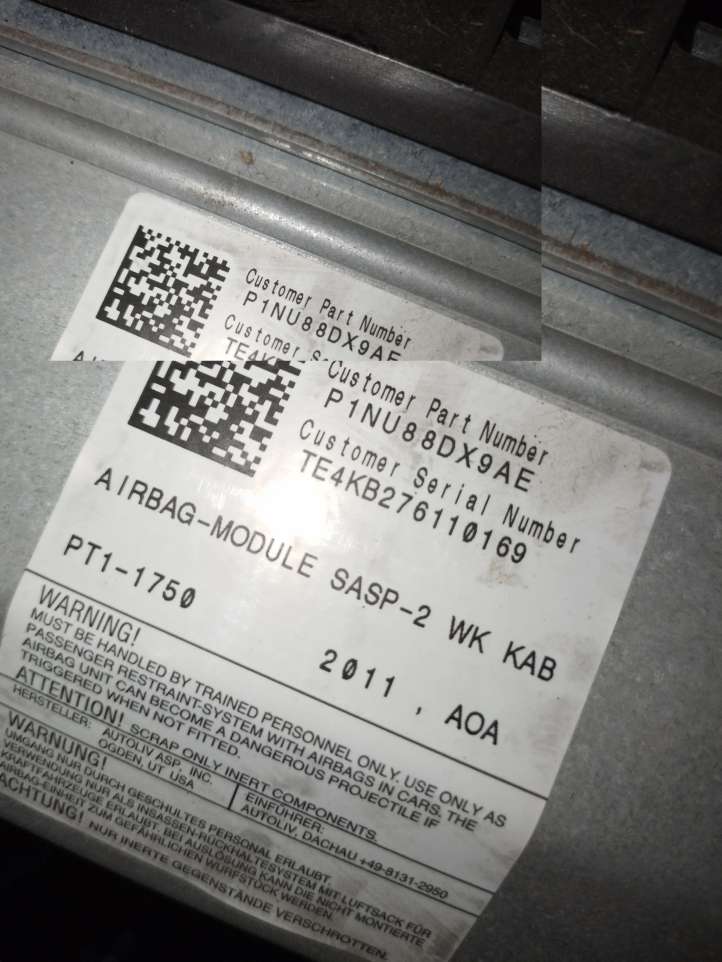 Customer Part Number
P1NU88DX9AE
Customer
TE4K
Customer Part Number
P1NU88DX9AE
Customer Serial Number
TE4KB276110169
AIRBAG-MODULE SASP-2 WK KAB
PT1-1750
2011 , AOA
WARNING!
MUST BE HANDLED BY TRAINED PERSONNEL ONLY. USE ONLY AS
PASSENGER RESTRAINT-SYSTEM WITH AIRBAGS IN CARS. THE
AIRBAG UNIT CAN BECOME A DANGEROUS PROJECTILE IF
TRIGGERED WHEN NOT FITTED.
ATTENTION! SCRAP ONLY INERT COMPONENTS.
HERSTELLER: AUTOLIV ASP, INC.
OGDEN, UT USA
EINFÜHRER:
AUTOLIV, DACHAU +49-8131-2950
WARNUNG!
UMGANG NUR DURCH GESCHULTES PERSONAL ERLAUBT.
VERWENDUNG NUR ALS INSASSEN-RÜCKHALTESYSTEM MIT LUFTSACK FÜR
KRAFTFAHRZEUGE ERLAUBT. BEI AUSLÖSUNG KANN DIE NICHT MONTIERTE
AIRBAG-EINHEIT ZUM GEFÄHRLICHEN WURFSTÜCK WERDEN.
ACHTUNG! NUR INERTE GEGENSTÄNDE VERSCHROTTEN.